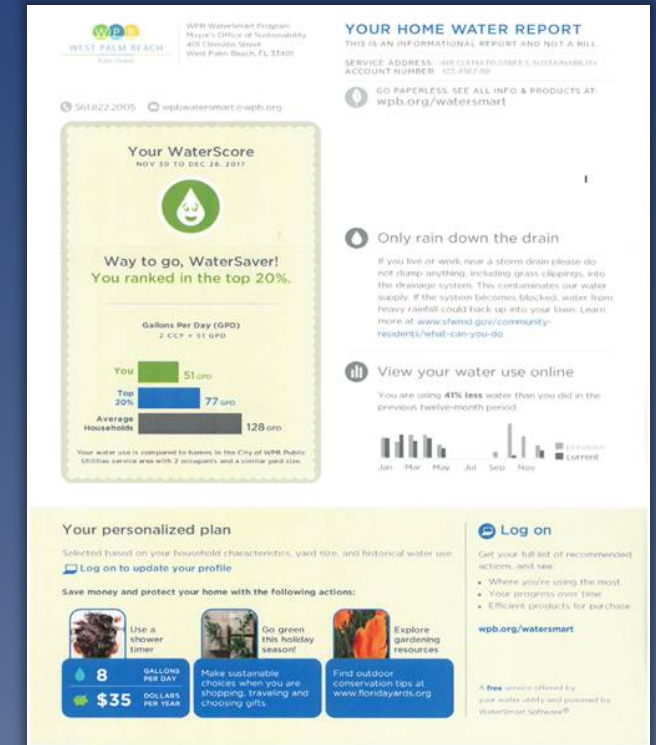 WPB
WEST PALM BEACH
WPB WaterSmart Program
Mayor's Office of Sustainability
401 Clematis Street
West Palm Beach, FL 33401
561.822.2005 wpbwatersmart@wpb.org
YOUR HOME WATER REPORT
THIS IS AN INFORMATIONAL REPORT AND NOT A BILL.
SERVICE ADDRESS: 401 CLEMATIS STREET, SUSTAINABILITY
ACCOUNT NUMBER: 123-4567-89
GO PAPERLESS. SEE ALL INFO & PRODUCTS AT:
wpb.org/watersmart
Your WaterScore
NOV 30 TO DEC 28, 2017
Way to go, WaterSaver!
You ranked in the top 20%.
Gallons Per Day (GPD)
2 CCF = 51 GPD
You
51 GPD
Top
20%
77 GPD
Average
Households
128 GPD
Your water use is compared to homes in the City of WPB Public
Utilities service area with 2 occupants and a similar yard size.
Only rain down the drain
If you live or work near a storm drain please do
not dump anything, including grass clippings, into
the drainage system. This contaminates our water
supply. If the system becomes blocked, water from
heavy rainfall could back up into your lawn. Learn
more at www.sfwmd.gov/community-
residents/what-can-you-do
View your water use online
You are using 41% less water than you did in the
previous twelve-month period
previous
current
Jan Mar May Jul Sep Nov
Your personalized plan
Selected based on your household characteristics, yard size, and historical water use.
Log on to update your profile
Save money and protect your home with the following actions:
Use a
shower
timer
8 GALLONS
PER DAY
$35 DOLLARS
PER YEAR
Go green
this holiday
season!
Make sustainable
choices when you are
shopping, traveling and
choosing gifts.
Explore
gardening
resources
Find outdoor
conservation tips at
www.floridayards.org
Log on
Get your full list of recommended
actions, and see:
• Where you're using the most
• Your progress over time
• Efficient products for purchase
wpb.org/watersmart
A free service offered by
your water utility and powered by
WaterSmart Software®